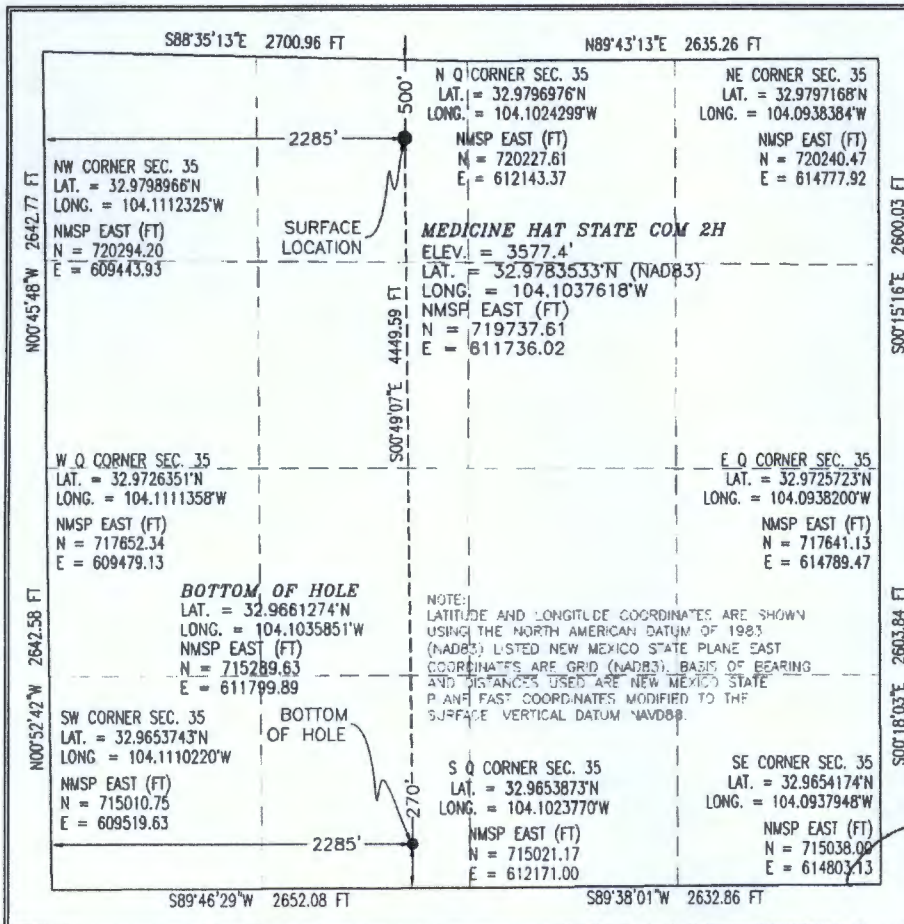 S88°35'13"E 2700.96 FT
N89°43'13"E 2635.26 FT
500'
2285'
SURFACE
LOCATION
N Q CORNER SEC. 35
LAT. = 32.9796976°N
LONG. = 104.1024299°W
NMSP EAST (FT)
N = 720227.61
E = 612143.37
NE CORNER SEC. 35
LAT. = 32.9797168°N
LONG. = 104.0938384°W
NMSP EAST (FT)
N = 720240.47
E = 614777.92
NW CORNER SEC. 35
LAT. = 32.9798966°N
LONG. = 104.1112325°W
NMSP EAST (FT)
N = 720294.20
E = 609443.93
N00°45'48"W 2642.77 FT
MEDICINE HAT STATE COM 2H
ELEV. = 3577.4'
LAT. = 32.9783533°N (NAD83)
LONG. = 104.1037618°W
NMSP EAST (FT)
N = 719737.61
E = 611736.02
S00°15'16"E 2600.03 FT
S00°49'07"E 4449.59 FT
W Q CORNER SEC. 35
LAT. = 32.9726351°N
LONG. = 104.1111358°W
NMSP EAST (FT)
N = 717652.34
E = 609479.13
E Q CORNER SEC. 35
LAT. = 32.9725723°N
LONG. = 104.0938200°W
NMSP EAST (FT)
N = 717641.13
E = 614789.47
BOTTOM OF HOLE
LAT. = 32.9661274°N
LONG. = 104.1035851°W
NMSP EAST (FT)
N = 715289.63
E = 611799.89
NOTE:
LATITUDE AND LONGITUDE COORDINATES ARE SHOWN
USING THE NORTH AMERICAN DATUM OF 1983
(NAD83) LISTED NEW MEXICO STATE PLANE EAST
COORDINATES ARE GRID (NAD83). BASIS OF BEARING
AND DISTANCES USED ARE NEW MEXICO STATE
PLANE EAST COORDINATES MODIFIED TO THE
SURFACE VERTICAL DATUM NAVD88.
N00°52'42"W 2642.58 FT
S00°18'03"E 2603.84 FT
SW CORNER SEC. 35
LAT. = 32.9653743°N
LONG. = 104.1110220°W
NMSP EAST (FT)
N = 715010.75
E = 609519.63
BOTTOM
OF HOLE
2285'
270'
S Q CORNER SEC. 35
LAT. = 32.9653873°N
LONG. = 104.1023770°W
NMSP EAST (FT)
N = 715021.17
E = 612171.00
SE CORNER SEC. 35
LAT. = 32.9654174°N
LONG. = 104.0937948°W
NMSP EAST (FT)
N = 715038.00
E = 614803.13
S89°46'29"W 2652.08 FT
S89°38'01"W 2632.86 FT